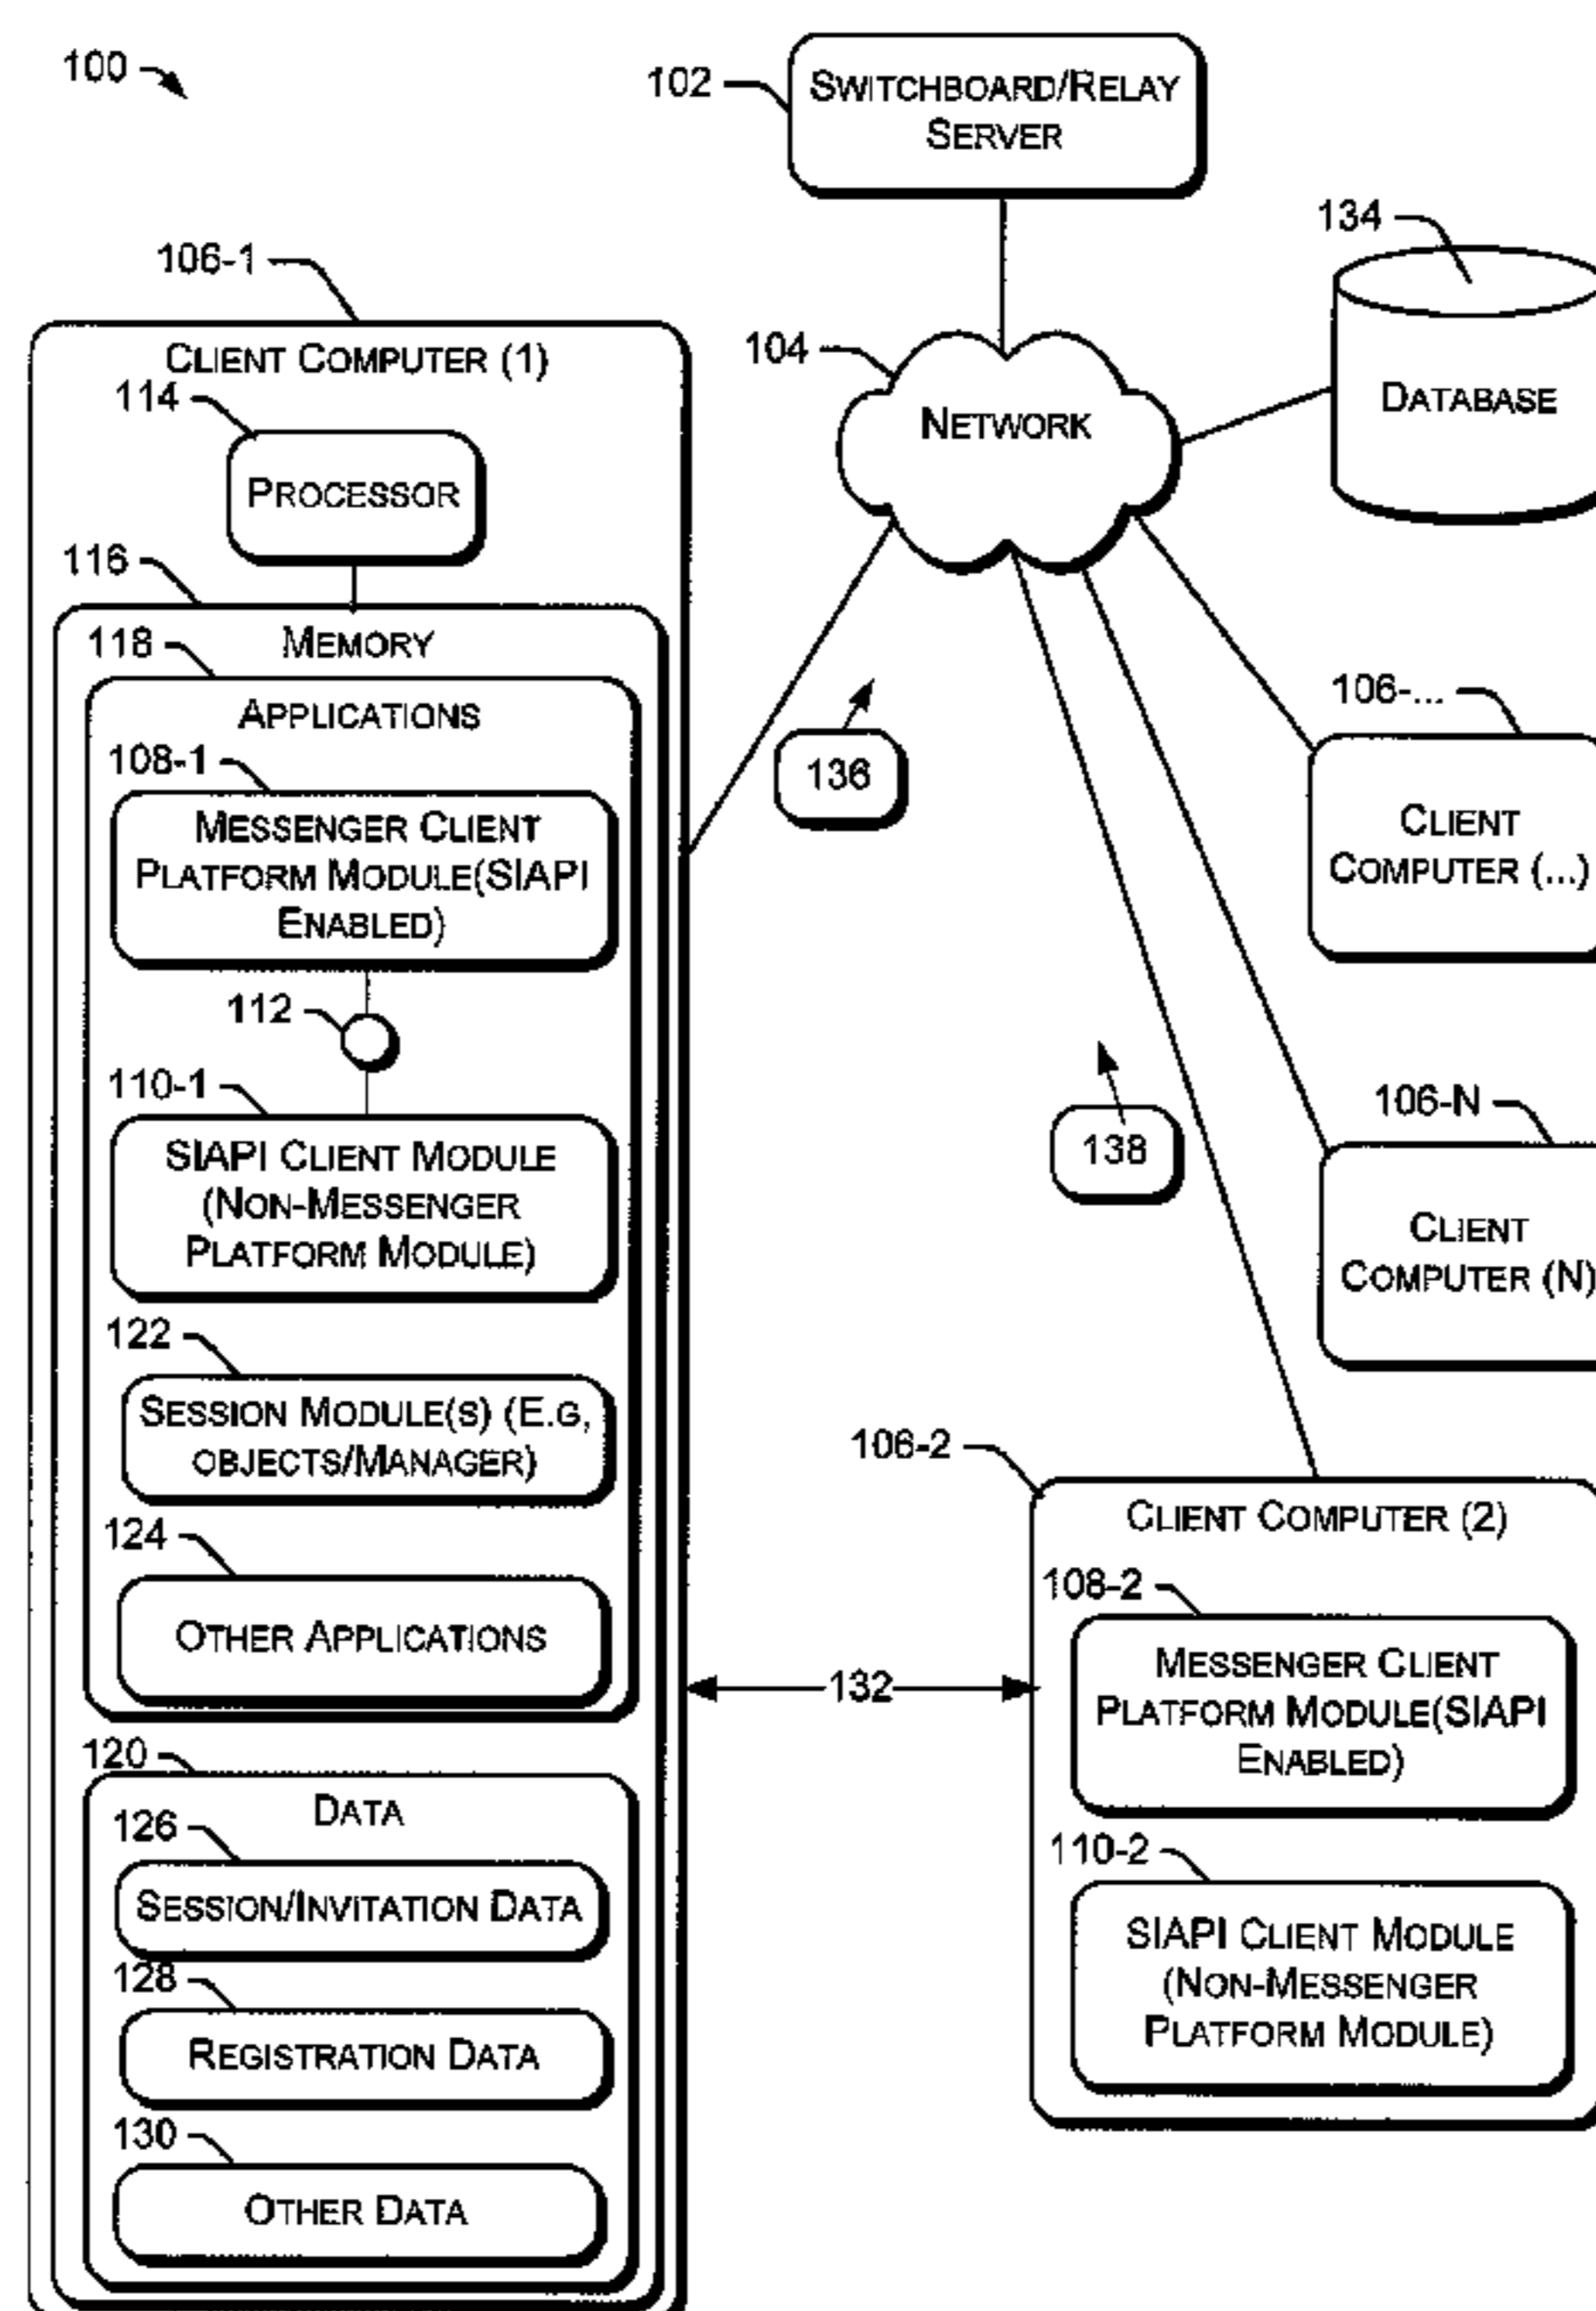 100
102
SWITCHBOARD/RELAY
SERVER
134
DATABASE
104
NETWORK
106-1
CLIENT COMPUTER (1)
114
PROCESSOR
116
MEMORY
118
APPLICATIONS
108-1
MESSENGER CLIENT
PLATFORM MODULE(SIAPI
ENABLED)
112
110-1
SIAPI CLIENT MODULE
(NON-MESSENGER
PLATFORM MODULE)
122
SESSION MODULE(S) (E.G,
OBJECTS/MANAGER)
124
OTHER APPLICATIONS
120
DATA
126
SESSION/INVITATION DATA
128
REGISTRATION DATA
130
OTHER DATA
136
138
132
106-...
CLIENT
COMPUTER (...)
106-N
CLIENT
COMPUTER (N)
106-2
CLIENT COMPUTER (2)
108-2
MESSENGER CLIENT
PLATFORM MODULE(SIAPI
ENABLED)
110-2
SIAPI CLIENT MODULE
(NON-MESSENGER
PLATFORM MODULE)